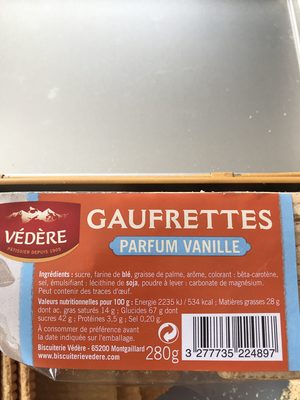 GAUFRETTES
VÉDÈRE
PÂTISSIER DEPUIS 1905
PARFUM VANILLE
Ingrédients : sucre, farine de blé, graisse de palme, arôme, colorant : bêta-carotène,
sel, émulsifiant : lécithine de soja, poudre à lever : carbonate de magnésium.
Peut contenir des traces d'œuf.
Valeurs nutritionnelles pour 100 g : Energie 2235 kJ / 534 kcal ; Matières grasses 28 g
dont ac. gras saturés 14 g ; Glucides 67 g dont
sucres 42 g ; Protéines 3,5 g ; Sel 0,20 g.
À consommer de préférence avant
la date indiquée sur l'emballage.
Biscuiterie Védère - 65200 Montgaillard
www.biscuiterievedere.com
280g
3 277735 224897